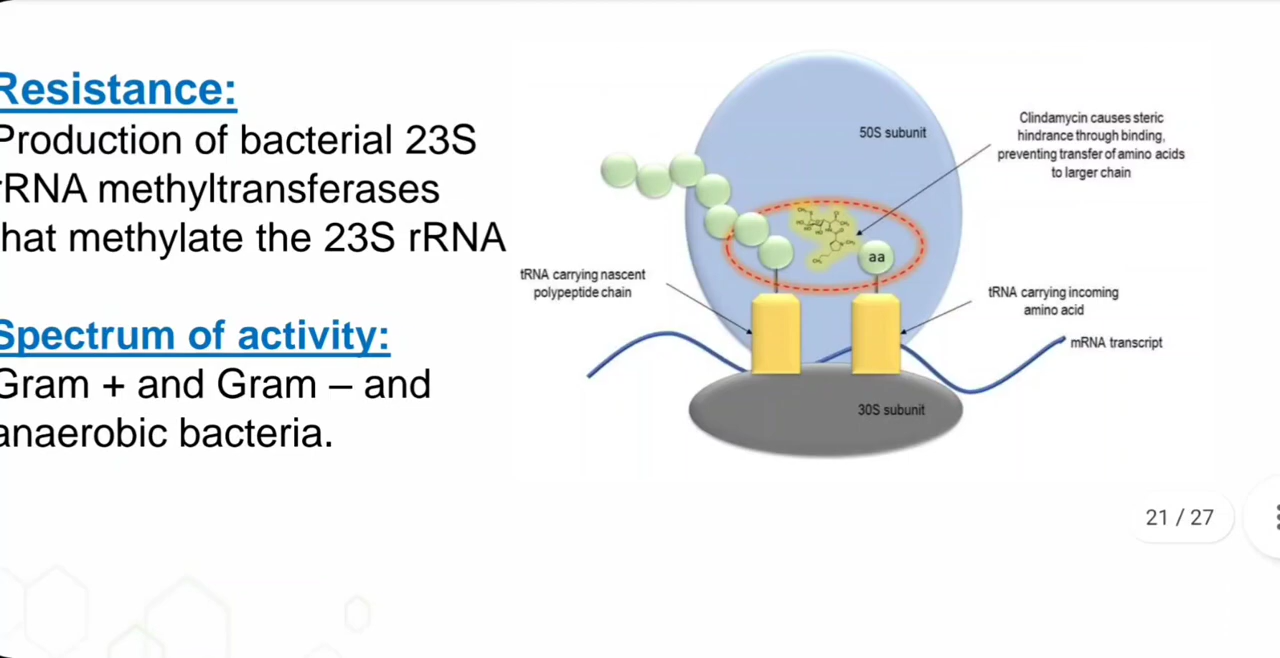 Resistance:
Production of bacterial 23S
rRNA methyltransferases
that methylate the 23S rRNA
Spectrum of activity:
Gram + and Gram – and
anaerobic bacteria.
50S subunit
Clindamycin causes steric
hindrance through binding,
preventing transfer of amino acids
to larger chain
aa
tRNA carrying nascent
polypeptide chain
tRNA carrying incoming
amino acid
mRNA transcript
30S subunit
21 / 27